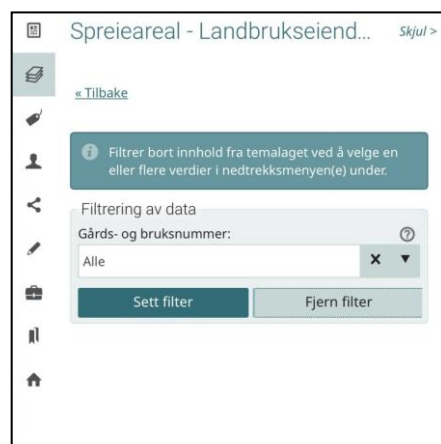 Spreieareal - Landbrukseiend...
Skjul >
« Tilbake
Filtrer bort innhold fra temalaget ved å velge en
eller flere verdier i nedtrekksmenyen(e) under.
Filtrering av data
Gårds- og bruksnummer:
Alle
Sett filter
Fjern filter